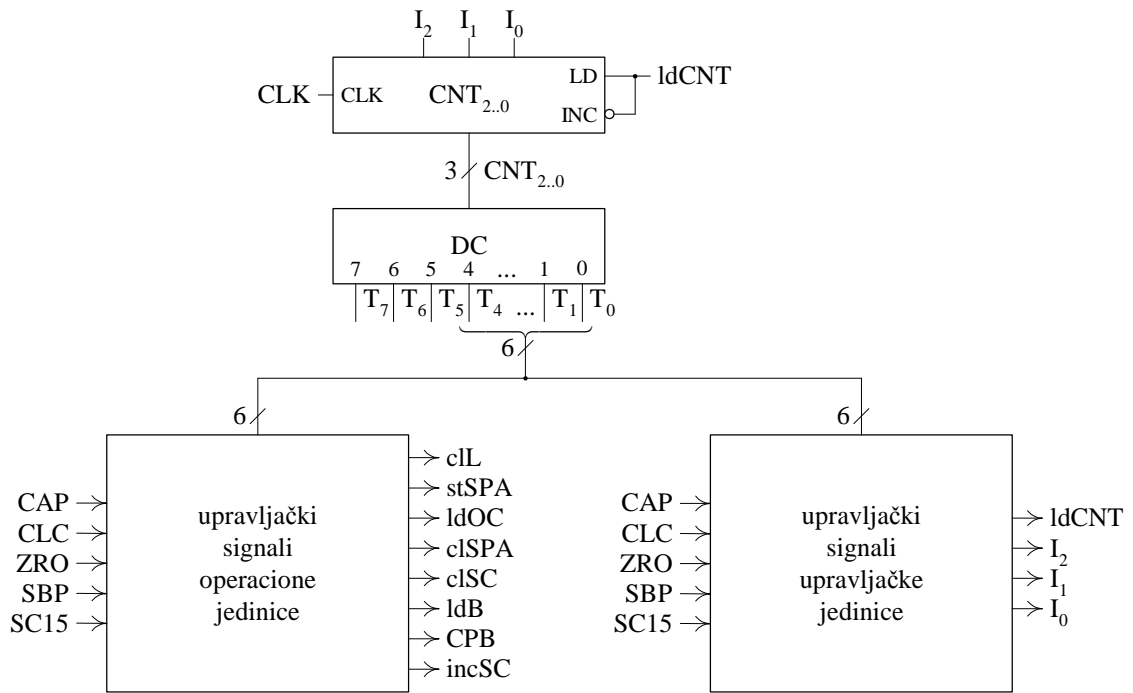 I₂ I₁ I₀
LD ldCNT
CLK CLK CNT₂..₀
INC
3 CNT₂..₀
DC
7 6 5 4 ... 1 0
T₇ T₆ T₅ T₄ ... T₁ T₀
6
6 6
clL
stSPA
CAP upravljački ldOC
CLC signali clSPA
ZRO operacione clSC
SBP jedinice ldB
SC15 CPB
incSC
CAP upravljački ldCNT
CLC signali I₂
ZRO upravljačke I₁
SBP jedinice I₀
SC15